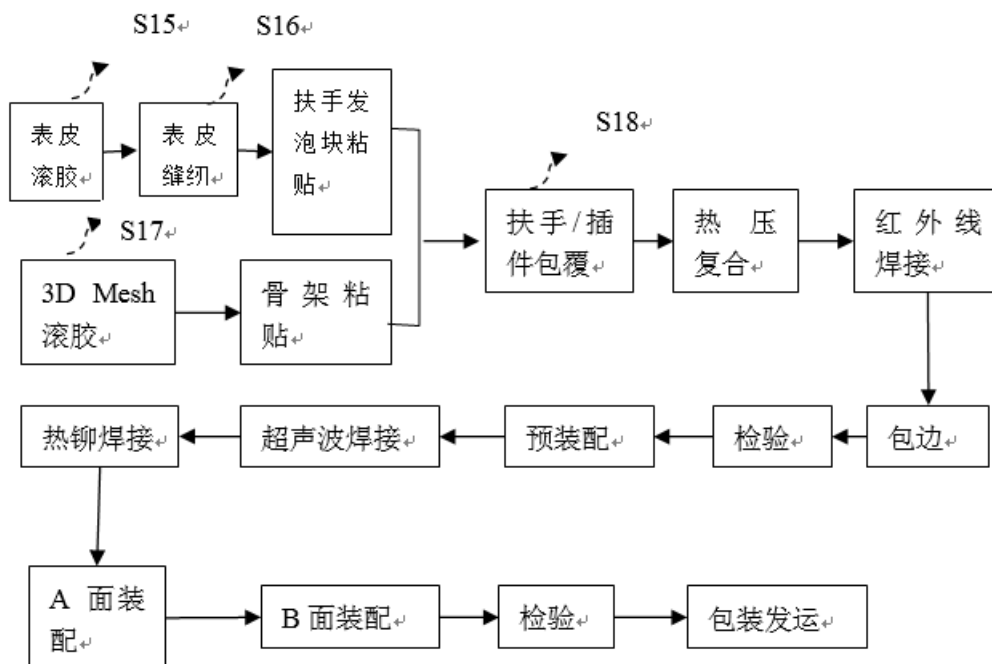 S15
S16
表皮
滚胶
表皮
缝纫
扶手发
泡块粘
贴
S17
3D Mesh
滚胶
骨架粘
贴
S18
扶手/插
件包覆
热压
复合
红外线
焊接
热铆焊接
超声波焊接
预装配
检验
包边
A 面装
配
B 面装配
检验
包装发运